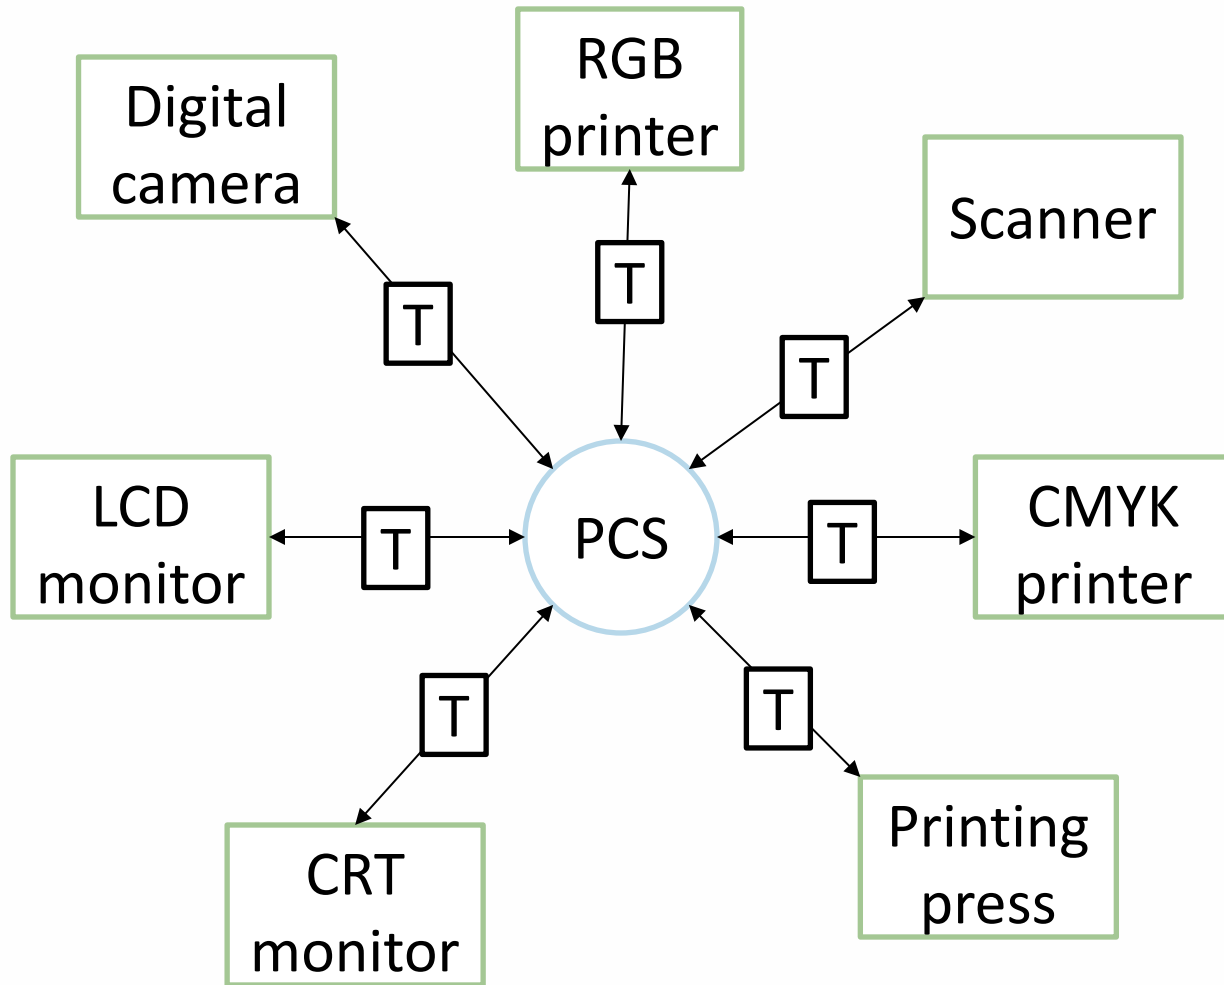 RGB
printer
Digital
camera
Scanner
T
T
T
LCD
monitor
T
PCS
T
CMYK
printer
T
T
Printing
press
CRT
monitor